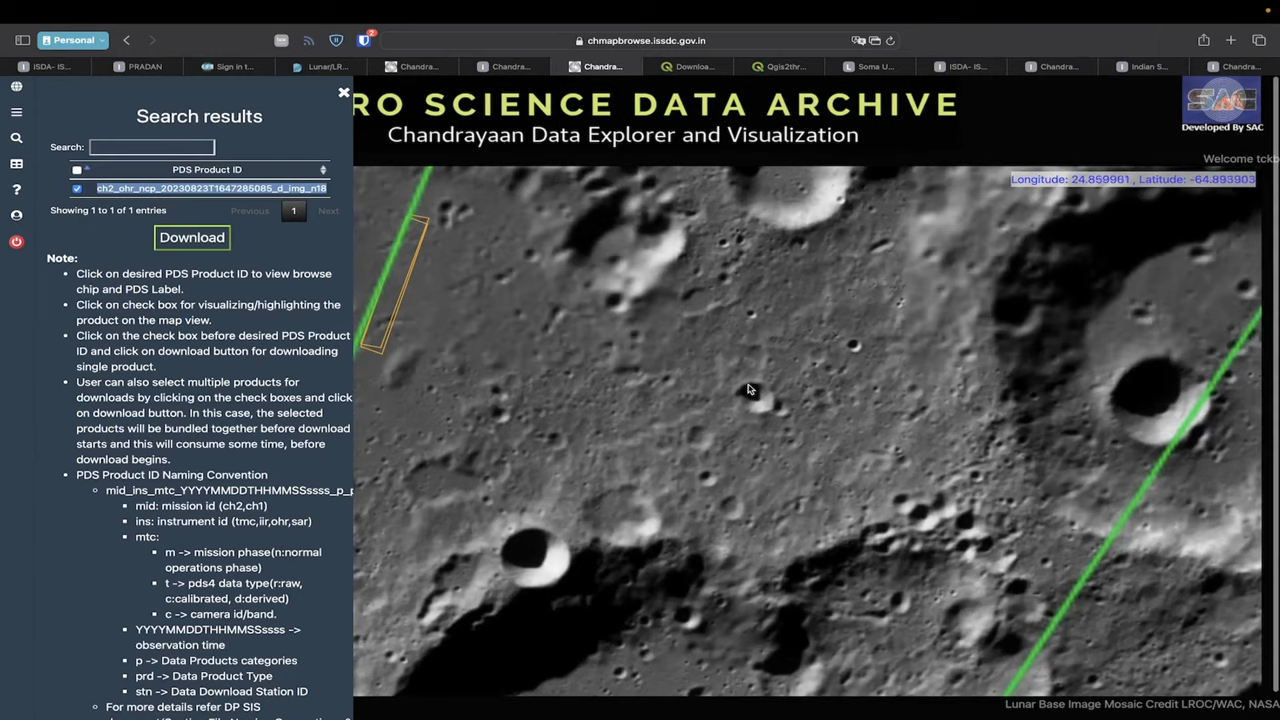 Personal
2
chmapbrowse.issdc.gov.in
ISDA- IS...
PRADAN
Sign in t...
Lunar/LR...
Chandra...
Chandra...
Chandra...
Downloa...
Qgis2thr...
Soma U...
ISDA- IS...
Chandra...
Indian S...
Chandra...
Search results
Search:
PDS Product ID
ch2_ohr_ncp_20230823T1647285085_d_img_n18
Showing 1 to 1 of 1 entries
Previous
1
Next
Download
Note:
• Click on desired PDS Product ID to view browse
chip and PDS Label.
• Click on check box for visualizing/highlighting the
product on the map view.
• Click on the check box before desired PDS Product
ID and click on download button for downloading
single product.
• User can also select multiple products for
downloads by clicking on the check boxes and click
on download button. In this case, the selected
products will be bundled together before download
starts and this will consume some time, before
download begins.
• PDS Product ID Naming Convention
mid_ins_mtc_YYYYMMDDTHHMMSSssss_p_p
mid: mission id (ch2,ch1)
ins: instrument id (tmc,iir,ohr,sar)
mtc:
m -> mission phase(n:normal
operations phase)
t -> pds4 data type(r:raw,
c:calibrated, d:derived)
c -> camera id/band.
YYYYMMDDTHHMMSSssss ->
observation time
p -> Data Products categories
prd -> Data Product Type
stn -> Data Download Station ID
For more details refer DP SIS
RO SCIENCE DATA ARCHIVE
Chandrayaan Data Explorer and Visualization
SAC
Developed By SAC
Welcome tckb
Longitude: 24.859961 , Latitude: -64.893903
Lunar Base Image Mosaic Credit LROC/WAC, NASA